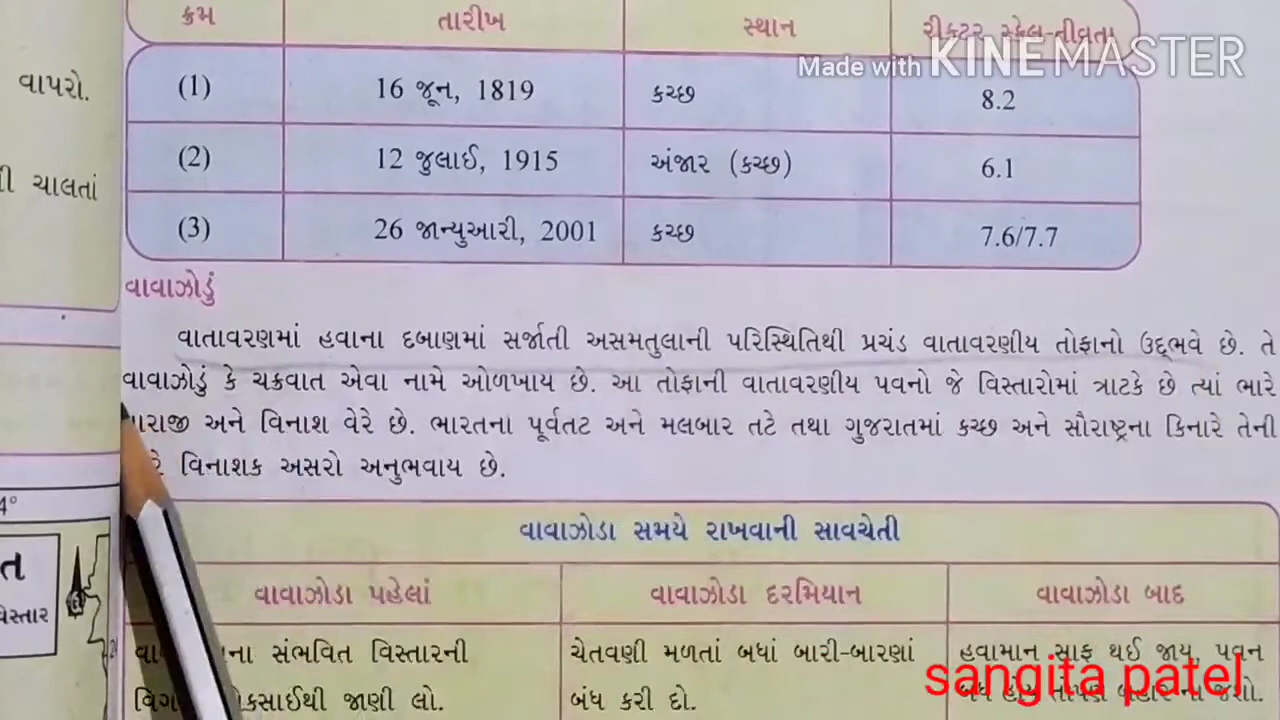 ક્રમ તારીખ સ્થાન રીક્ટર સ્કેલ-તીવ્રતા
Made with KINEMASTER
વાપરો.
(1) 16 જૂન, 1819 કચ્છ 8.2
(2) 12 જુલાઈ, 1915 અંજાર (કચ્છ) 6.1
ચાલતાં
(3) 26 જાન્યુઆરી, 2001 કચ્છ 7.6/7.7
વાવાઝોડું
વાતાવરણમાં હવાના દબાણમાં સર્જાતી અસમતુલાની પરિસ્થિતિથી પ્રચંડ વાતાવરણીય તોફાનો ઉદ્ભવે છે. તે
વાવાઝોડું કે ચક્રવાત એવા નામે ઓળખાય છે. આ તોફાની વાતાવરણીય પવનો જે વિસ્તારોમાં ત્રાટકે છે ત્યાં ભારે
અને વિનાશ વેરે છે. ભારતના પૂર્વતટ અને મલબાર તટે તથા ગુજરાતમાં કચ્છ અને સૌરાષ્ટ્રના કિનારે તેની
વિનાશક અસરો અનુભવાય છે.
વાવાઝોડા સમયે રાખવાની સાવચેતી
વાવાઝોડા પહેલાં વાવાઝોડા દરમિયાન વાવાઝોડા બાદ
સંભવિત વિસ્તારની ચેતવણી મળતાં બધાં બારી-બારણાં હવામાન સાફ થઈ જાય, પવન
જાણી લો. બંધ કરી દો.
sangita patel